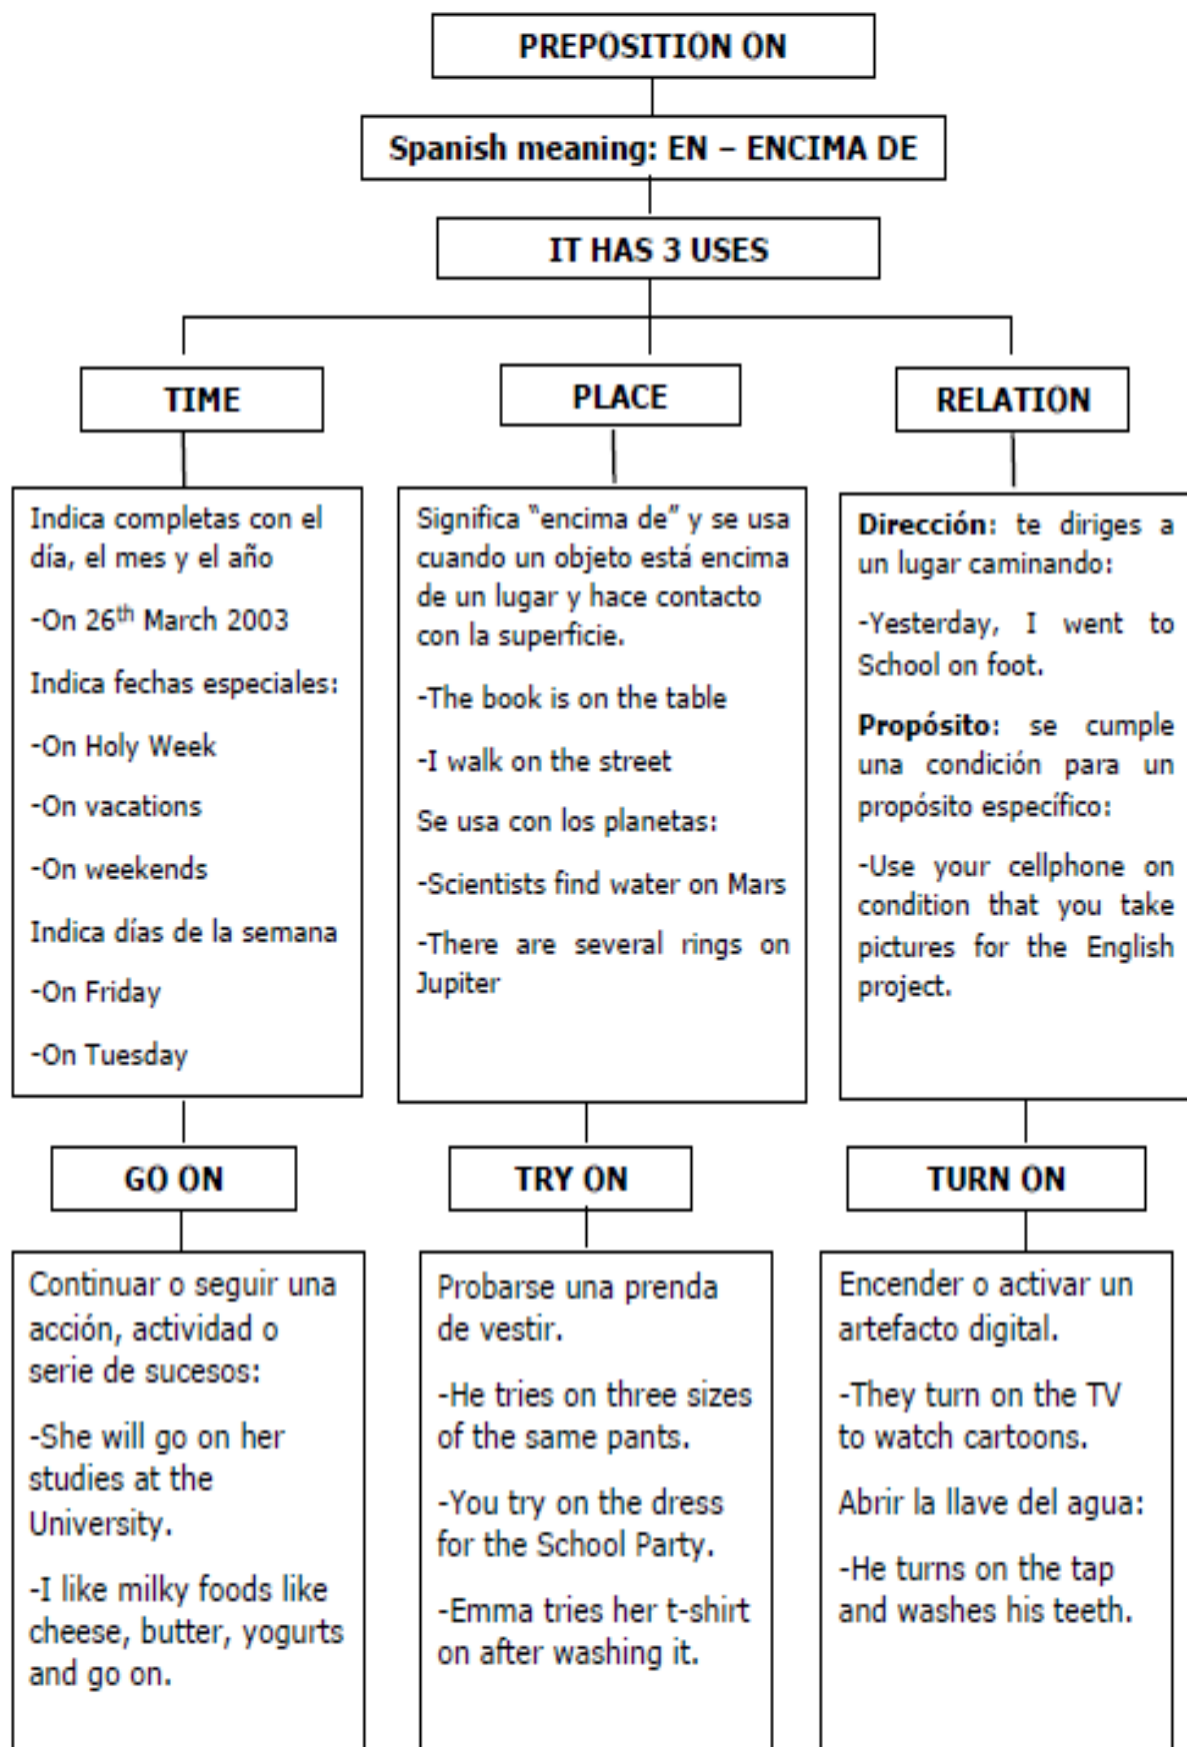 PREPOSITION ON
Spanish meaning: EN – ENCIMA DE
IT HAS 3 USES
TIME
Indica completas con el
día, el mes y el año
-On 26th March 2003
Indica fechas especiales:
-On Holy Week
-On vacations
-On weekends
Indica días de la semana
-On Friday
-On Tuesday
PLACE
Significa “encima de” y se usa
cuando un objeto está encima
de un lugar y hace contacto
con la superficie.
-The book is on the table
-I walk on the street
Se usa con los planetas:
-Scientists find water on Mars
-There are several rings on
Jupiter
RELATION
Dirección: te diriges a
un lugar caminando:
-Yesterday, I went to
School on foot.
Propósito: se cumple
una condición para un
propósito específico:
-Use your cellphone on
condition that you take
pictures for the English
project.
GO ON
Continuar o seguir una
acción, actividad o
serie de sucesos:
-She will go on her
studies at the
University.
-I like milky foods like
cheese, butter, yogurts
and go on.
TRY ON
Probarse una prenda
de vestir.
-He tries on three sizes
of the same pants.
-You try on the dress
for the School Party.
-Emma tries her t-shirt
on after washing it.
TURN ON
Encender o activar un
artefacto digital.
-They turn on the TV
to watch cartoons.
Abrir la llave del agua:
-He turns on the tap
and washes his teeth.